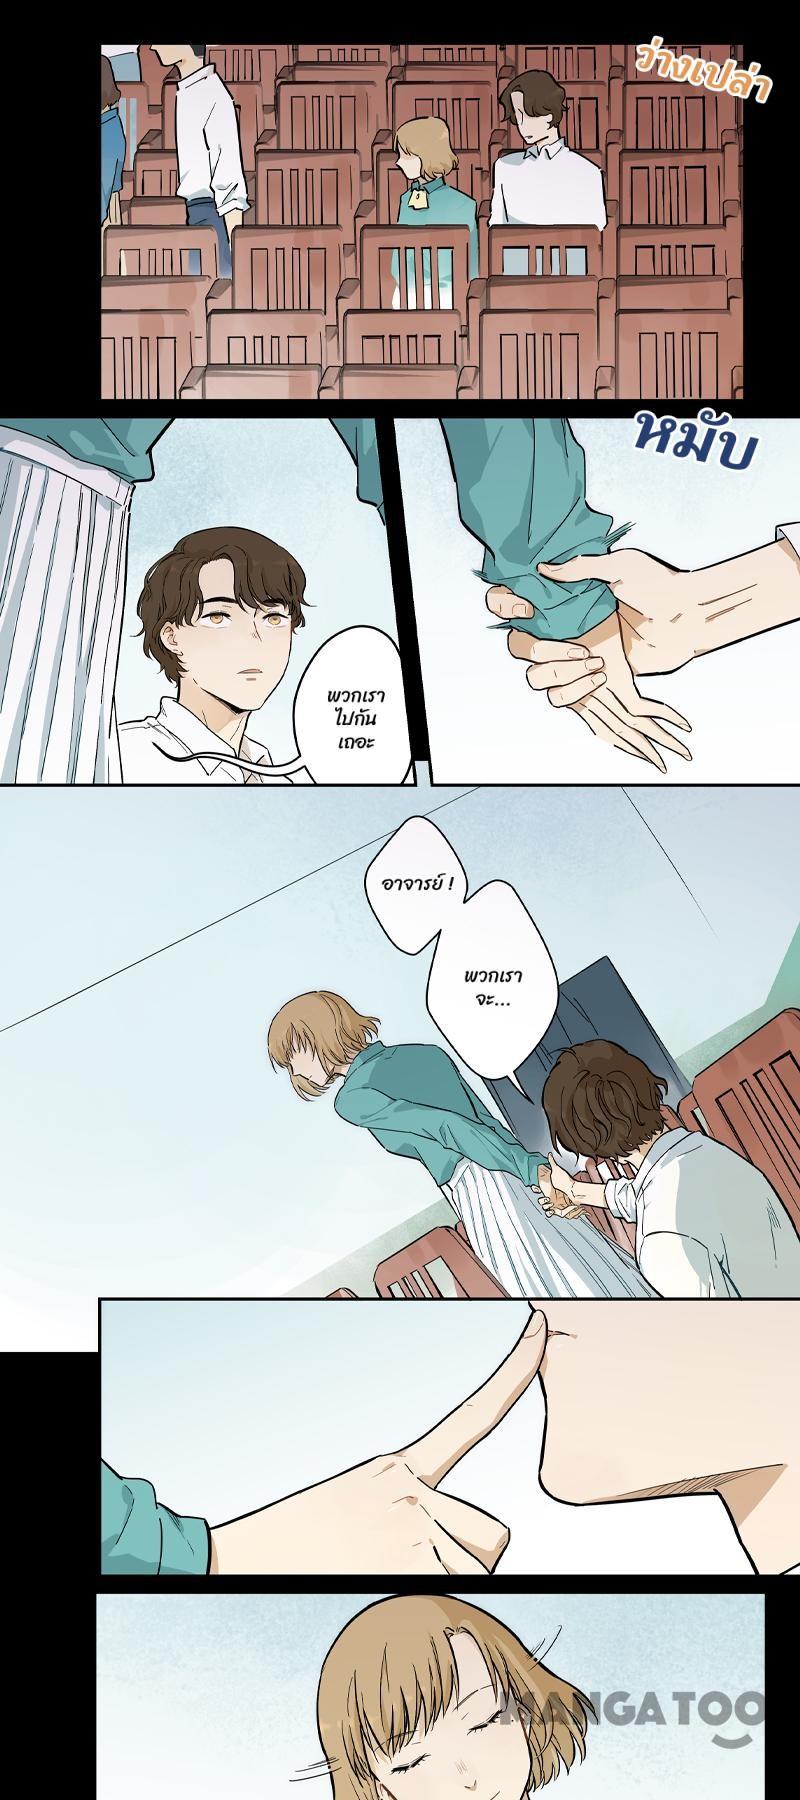 ว่างเปล่า
หมับ
พวกเรา
ไปกัน
เถอะ
อาจารย์ !
พวกเรา
จะ...
MANGA TOO